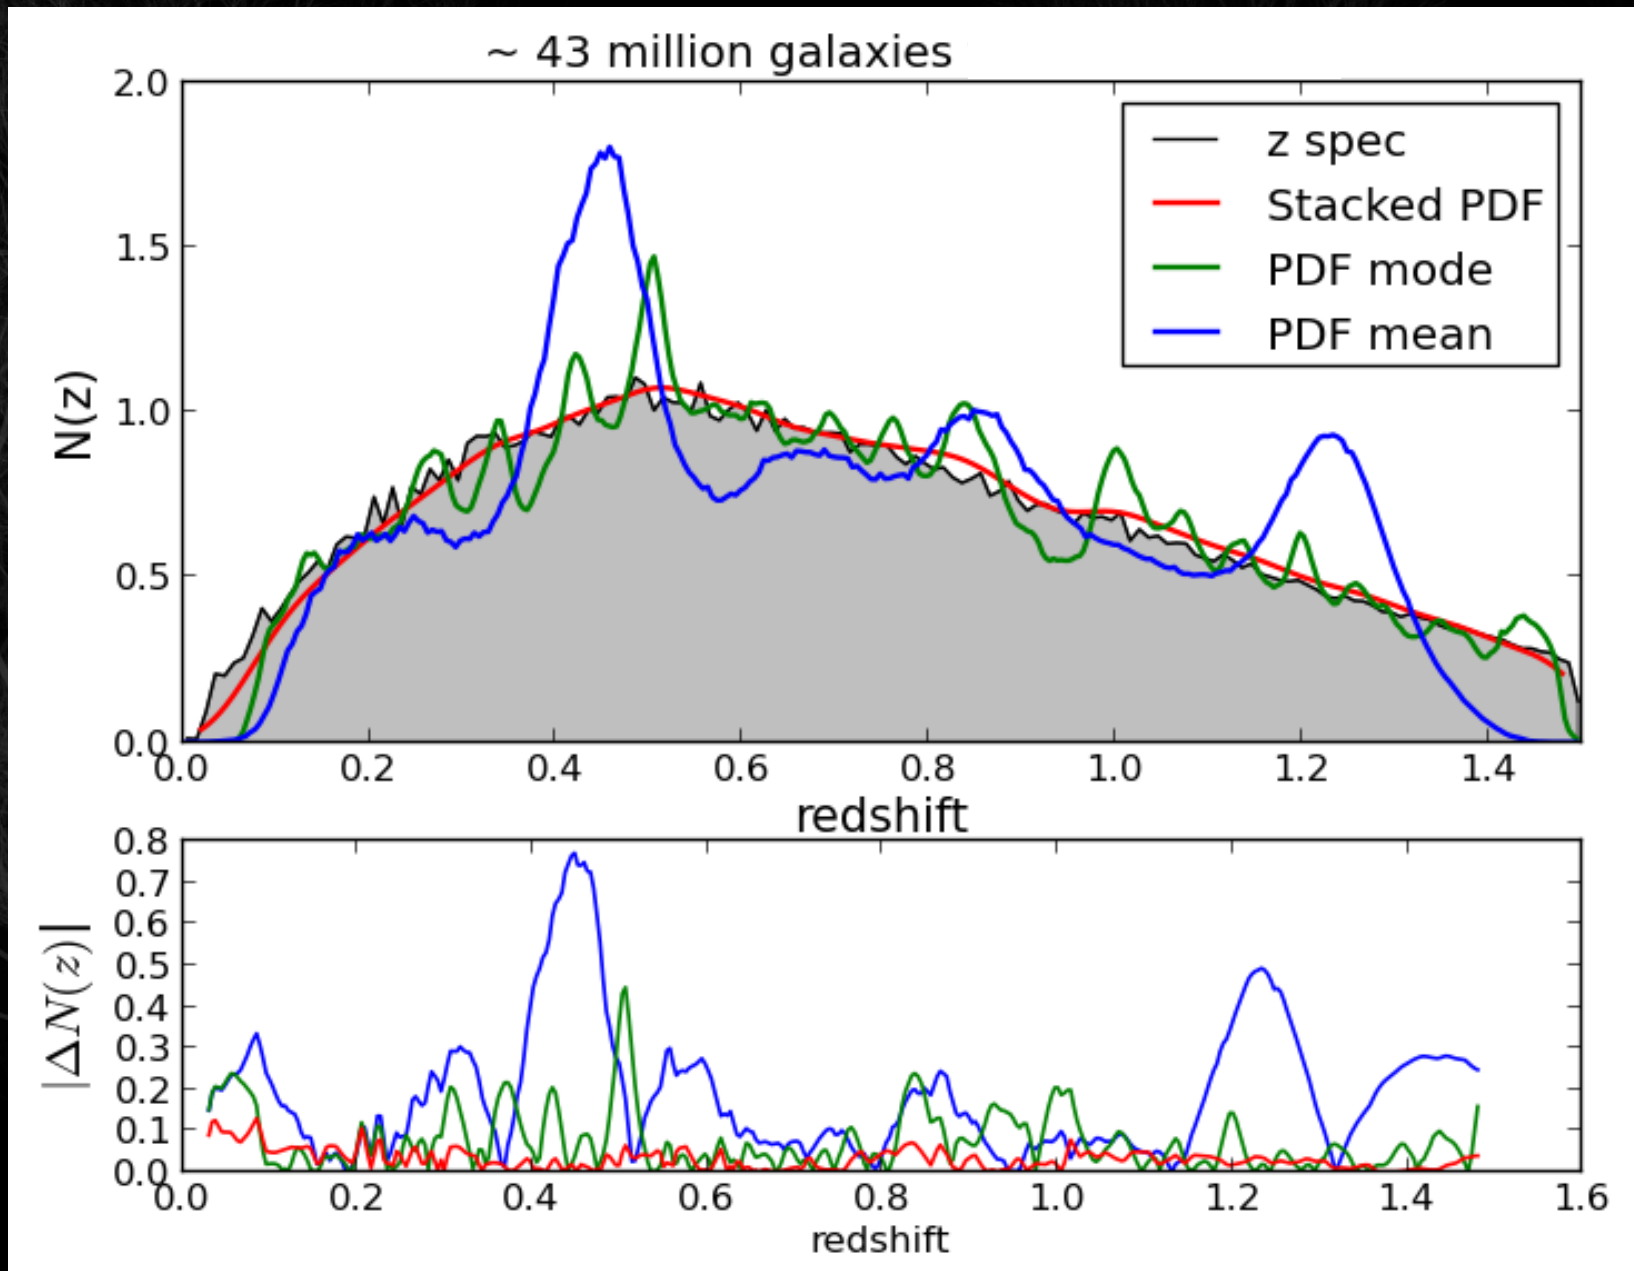 ~ 43 million galaxies
2.0
1.5
1.0
0.5
0.0
N(z)
z spec
Stacked PDF
PDF mode
PDF mean
0.0 0.2 0.4 0.6 0.8 1.0 1.2 1.4
redshift
0.8
0.7
0.6
0.5
0.4
0.3
0.2
0.1
0.0
|ΔN(z)|
0.0 0.2 0.4 0.6 0.8 1.0 1.2 1.4 1.6
redshift